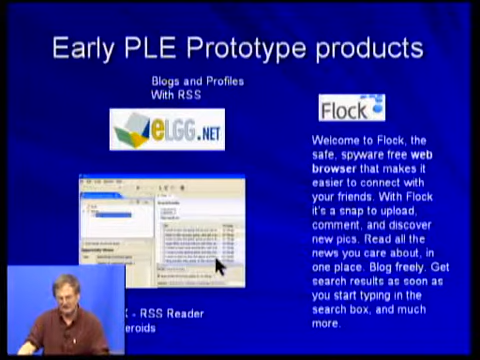 Early PLE Prototype products
Blogs and Profiles
With RSS
eLGG.NET
Flock
Welcome to Flock, the
safe, spyware free web
browser that makes it
easier to connect with
your friends. With Flock
it's a snap to upload,
comment, and discover
new pics. Read all the
news you care about, in
one place. Blog freely. Get
search results as soon as
you start typing in the
search box, and much
more.
X - RSS Reader
teroids